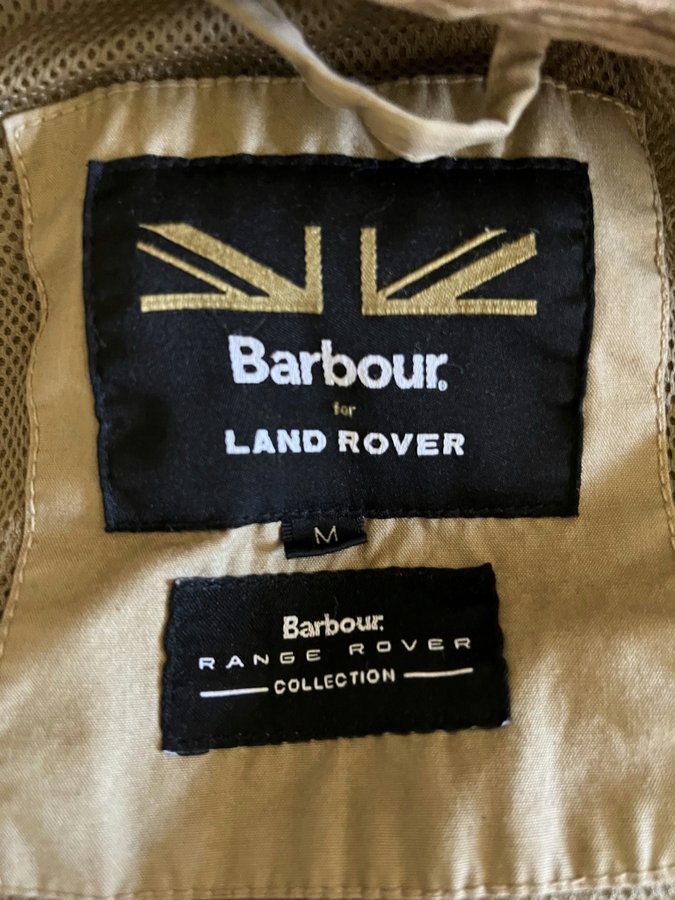 Barbour.
for
LAND ROVER
M
Barbour.
RANGE ROVER
COLLECTION